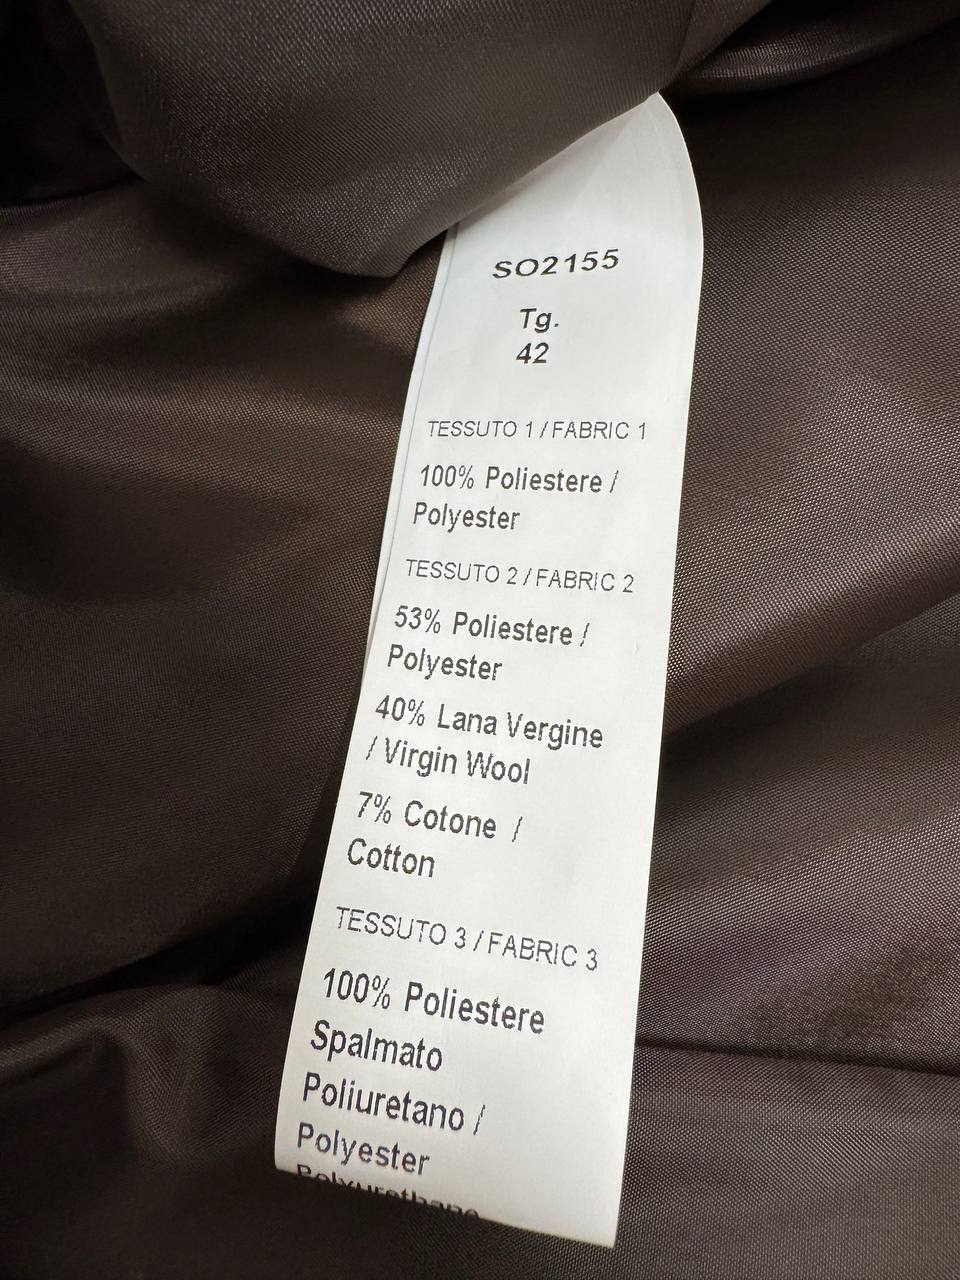 SO2155
Tg.
42
TESSUTO 1 / FABRIC 1
100% Poliestere /
Polyester
TESSUTO 2 / FABRIC 2
53% Poliestere /
Polyester
40% Lana Vergine
/ Virgin Wool
7% Cotone /
Cotton
TESSUTO 3 / FABRIC 3
100% Poliestere
Spalmato
Poliuretano /
Polyester
Polyurethane